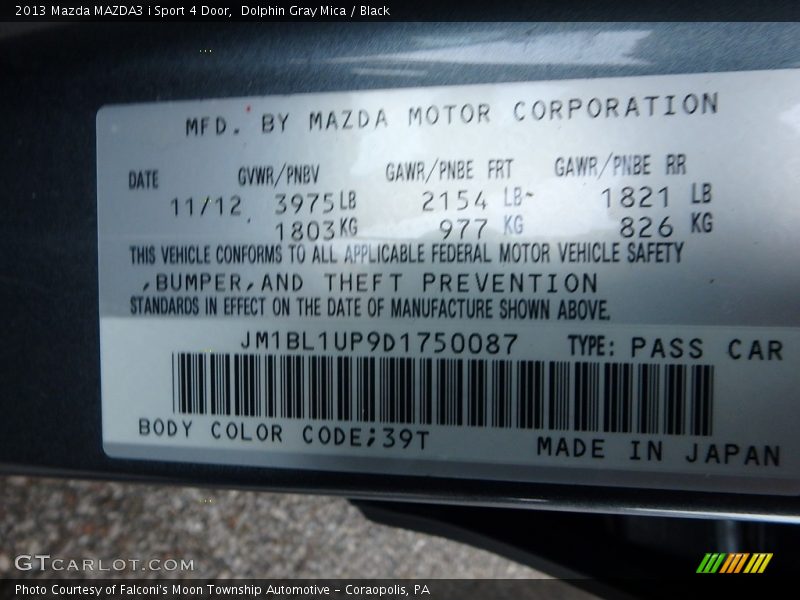 2013 Mazda MAZDA3 i Sport 4 Door,  Dolphin Gray Mica / Black
MFD. BY MAZDA MOTOR CORPORATION
DATE GVWR/PNBV GAWR/PNBE FRT GAWR/PNBE RR
11/12 3975LB 2154 LB 1821 LB
1803KG 977 KG 826 KG
THIS VEHICLE CONFORMS TO ALL APPLICABLE FEDERAL MOTOR VEHICLE SAFETY
,BUMPER,AND THEFT PREVENTION
STANDARDS IN EFFECT ON THE DATE OF MANUFACTURE SHOWN ABOVE.
JM1BL1UP9D1750087 TYPE: PASS CAR
BODY COLOR CODE;39T MADE IN JAPAN
GTCARLOT.COM
Photo Courtesy of Falconi's Moon Township Automotive - Coraopolis, PA